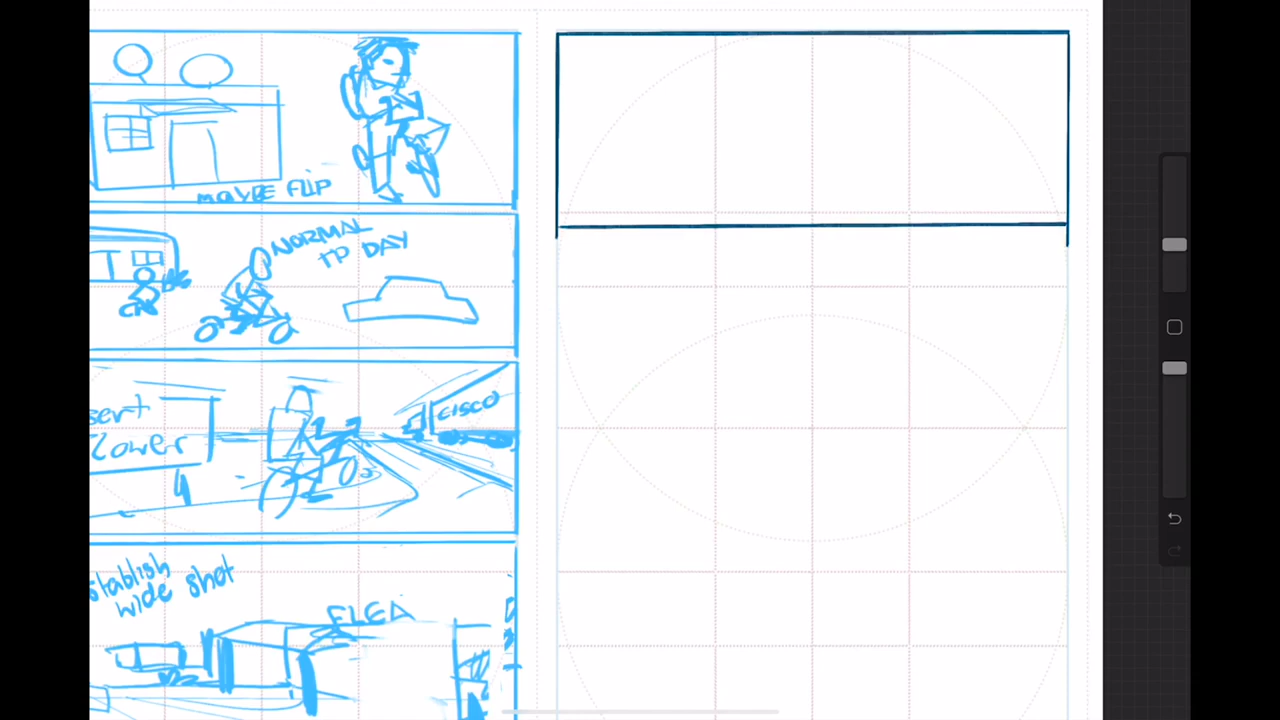 MAYBE FLIP
NORMAL
TP DAY
sert
lower
CISCO
stablish
wide shot
FLEA